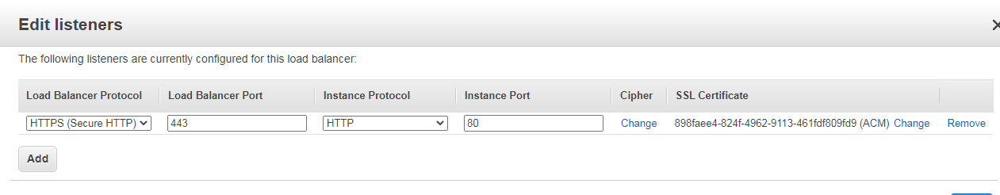 Edit listeners
The following listeners are currently configured for this load balancer:
Load Balancer Protocol Load Balancer Port Instance Protocol Instance Port Cipher SSL Certificate
HTTPS (Secure HTTP) 443 HTTP 80 Change 898faee4-824f-4962-9113-461fdf809fd9 (ACM) Change Remove
Add